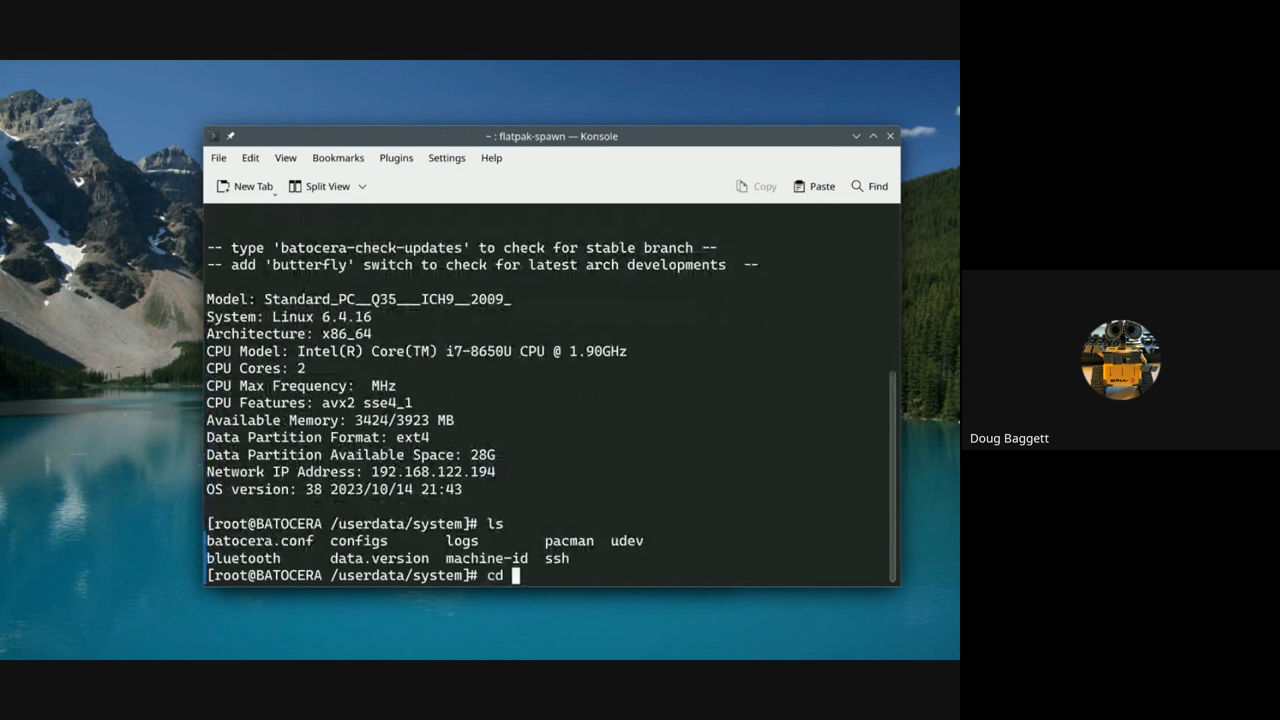 ~ : flatpak-spawn — Konsole
File Edit View Bookmarks Plugins Settings Help
New Tab Split View Copy Paste Find
-- type 'batocera-check-updates' to check for stable branch --
-- add 'butterfly' switch to check for latest arch developments  --
Model: Standard_PC__Q35___ICH9__2009_
System: Linux 6.4.16
Architecture: x86_64
CPU Model: Intel(R) Core(TM) i7-8650U CPU @ 1.90GHz
CPU Cores: 2
CPU Max Frequency:  MHz
CPU Features: avx2 sse4_1
Available Memory: 3424/3923 MB
Data Partition Format: ext4
Data Partition Available Space: 28G
Network IP Address: 192.168.122.194
OS version: 38 2023/10/14 21:43
[root@BATOCERA /userdata/system]# ls
batocera.conf  configs       logs        pacman  udev
bluetooth      data.version  machine-id  ssh
[root@BATOCERA /userdata/system]# cd
Doug Baggett